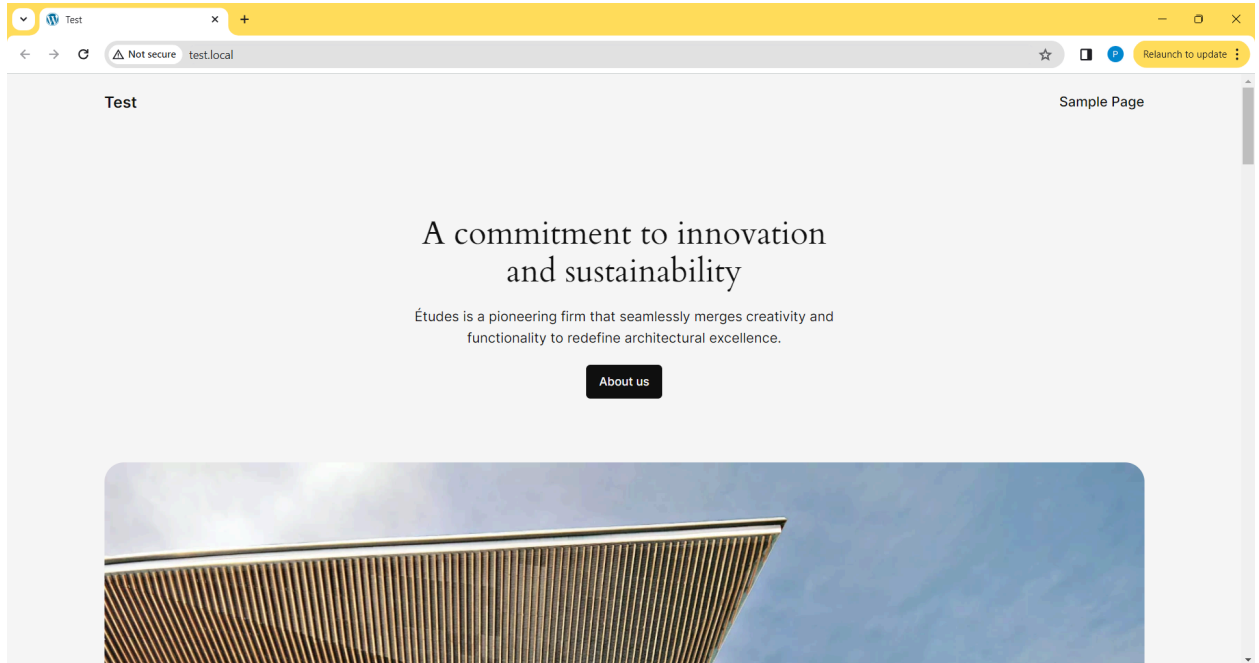 Test
Not secure test.local
Relaunch to update
P
Test
Sample Page
A commitment to innovation
and sustainability
Études is a pioneering firm that seamlessly merges creativity and
functionality to redefine architectural excellence.
About us